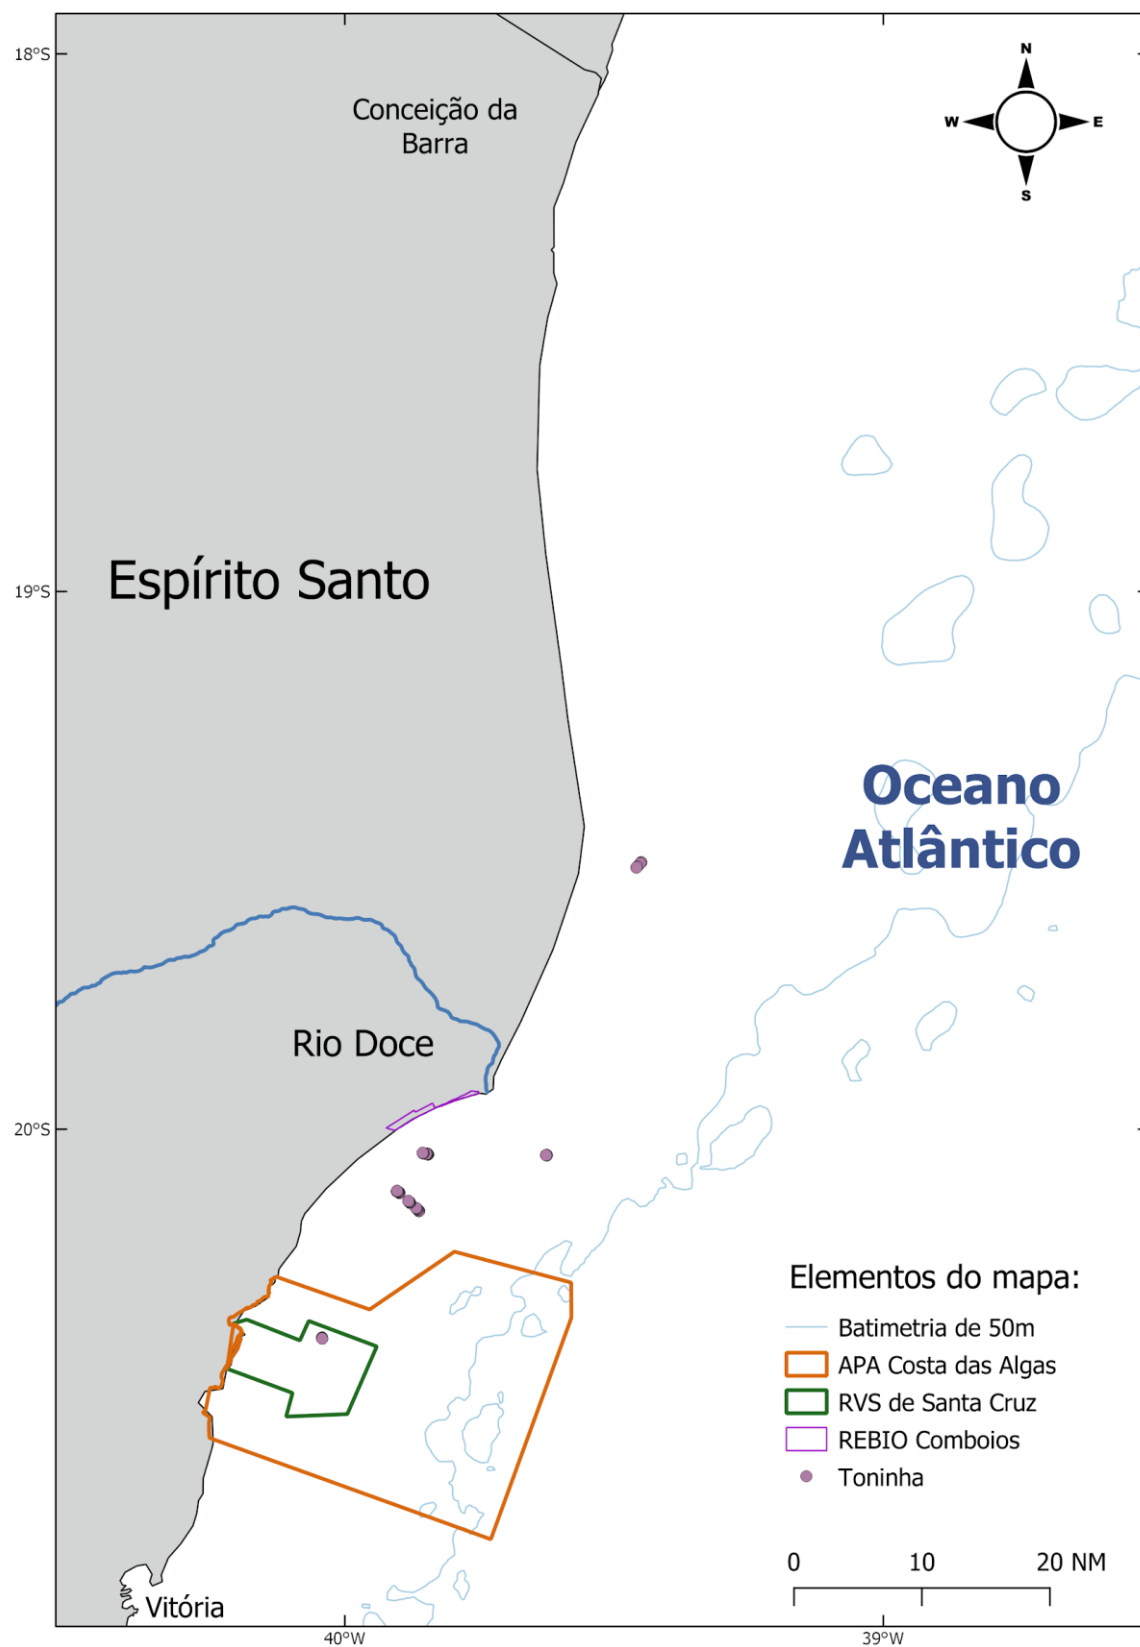 18°S
Conceição da
Barra
N
W
E
S
Espírito Santo
19°S
Oceano
Atlântico
Rio Doce
20°S
Elementos do mapa:
Batimetria de 50m
APA Costa das Algas
RVS de Santa Cruz
REBIO Comboios
Toninha
0 10 20 NM
Vitória
40°W
39°W